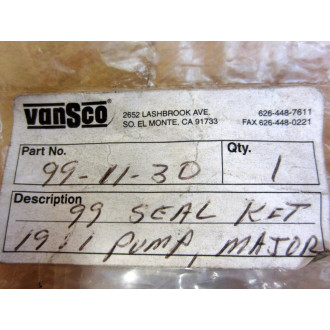 vanSco
2652 LASHBROOK AVE.
SO. EL MONTE, CA 91733
626-448-7611
FAX 626-448-0221
Part No.
99-11-30
Qty.
1
Description
99 SEAL KET
19:1 PUMP, MAJOR